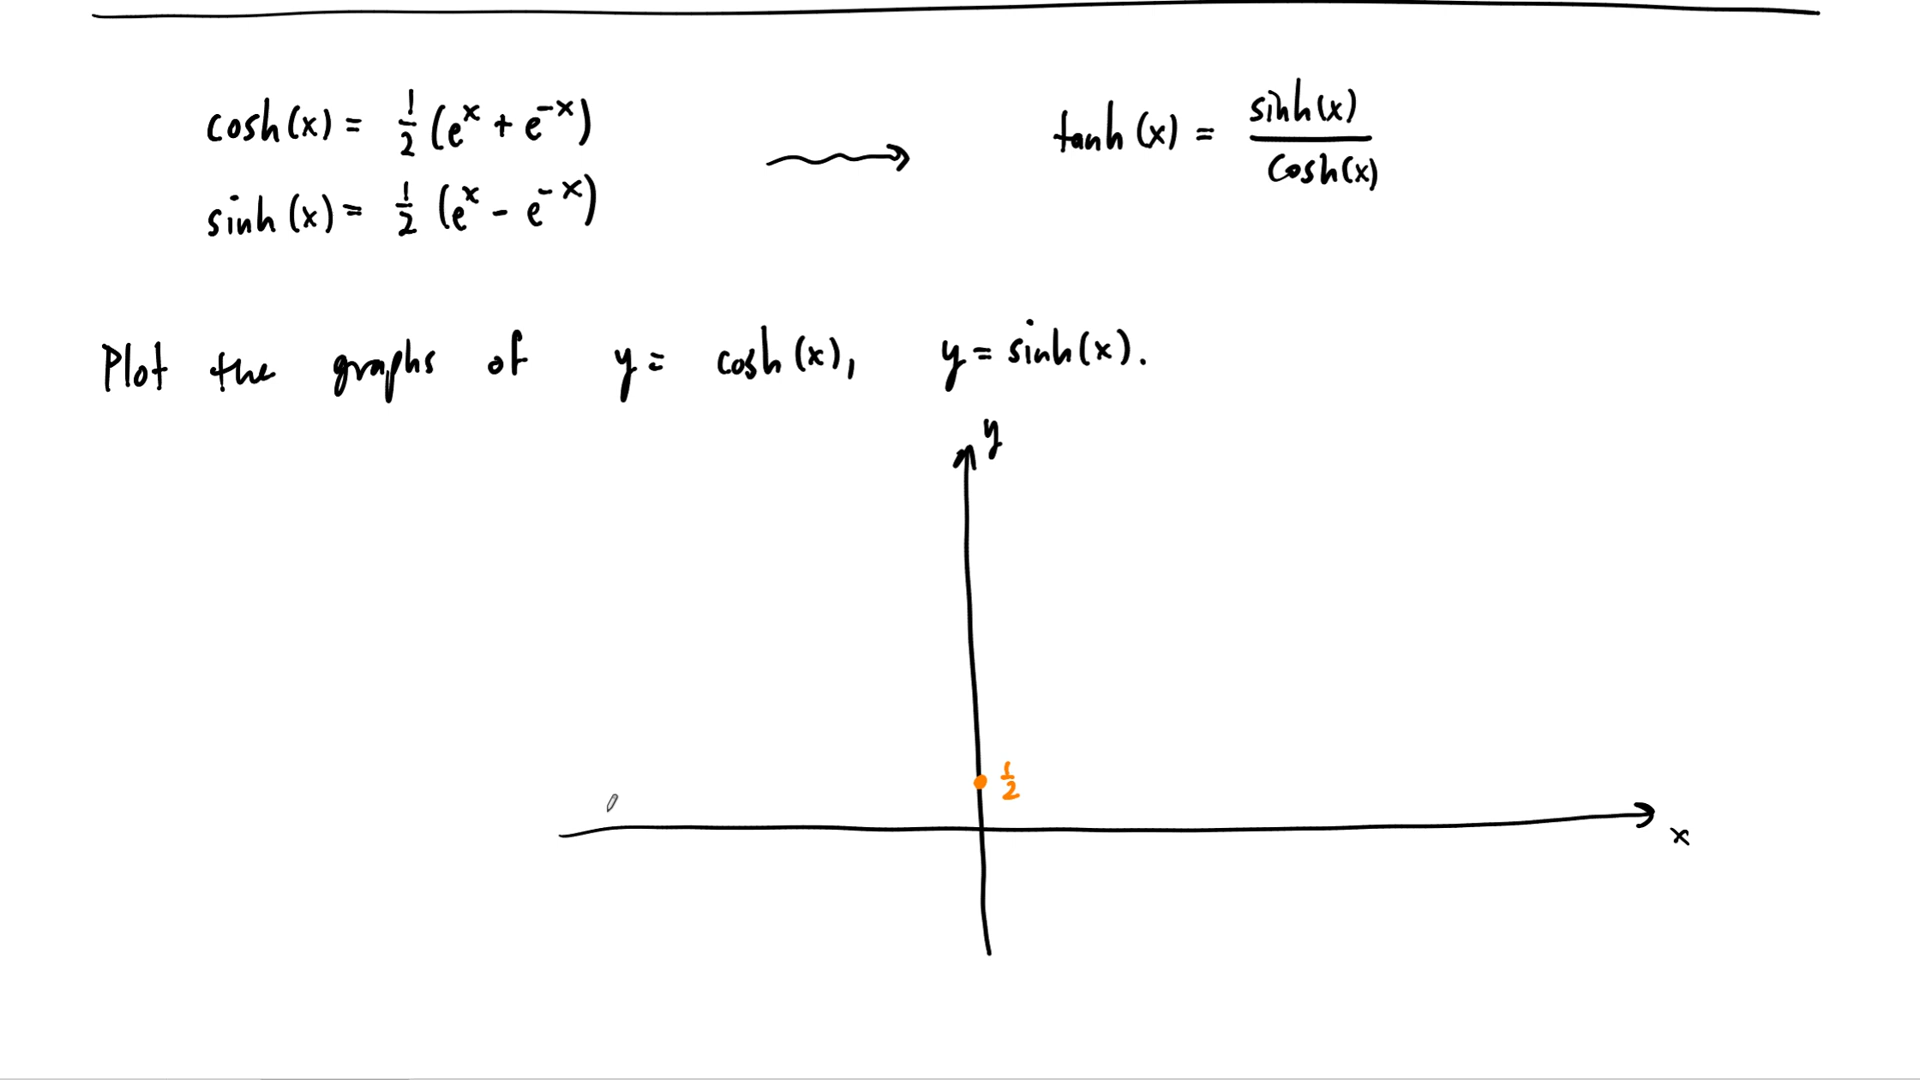 cosh(x) = 1/2 (e^x + e^-x)
sinh(x) = 1/2 (e^x - e^-x)
tanh(x) = sinh(x)/cosh(x)
Plot the graphs of y = cosh(x), y = sinh(x).
y
1/2
x